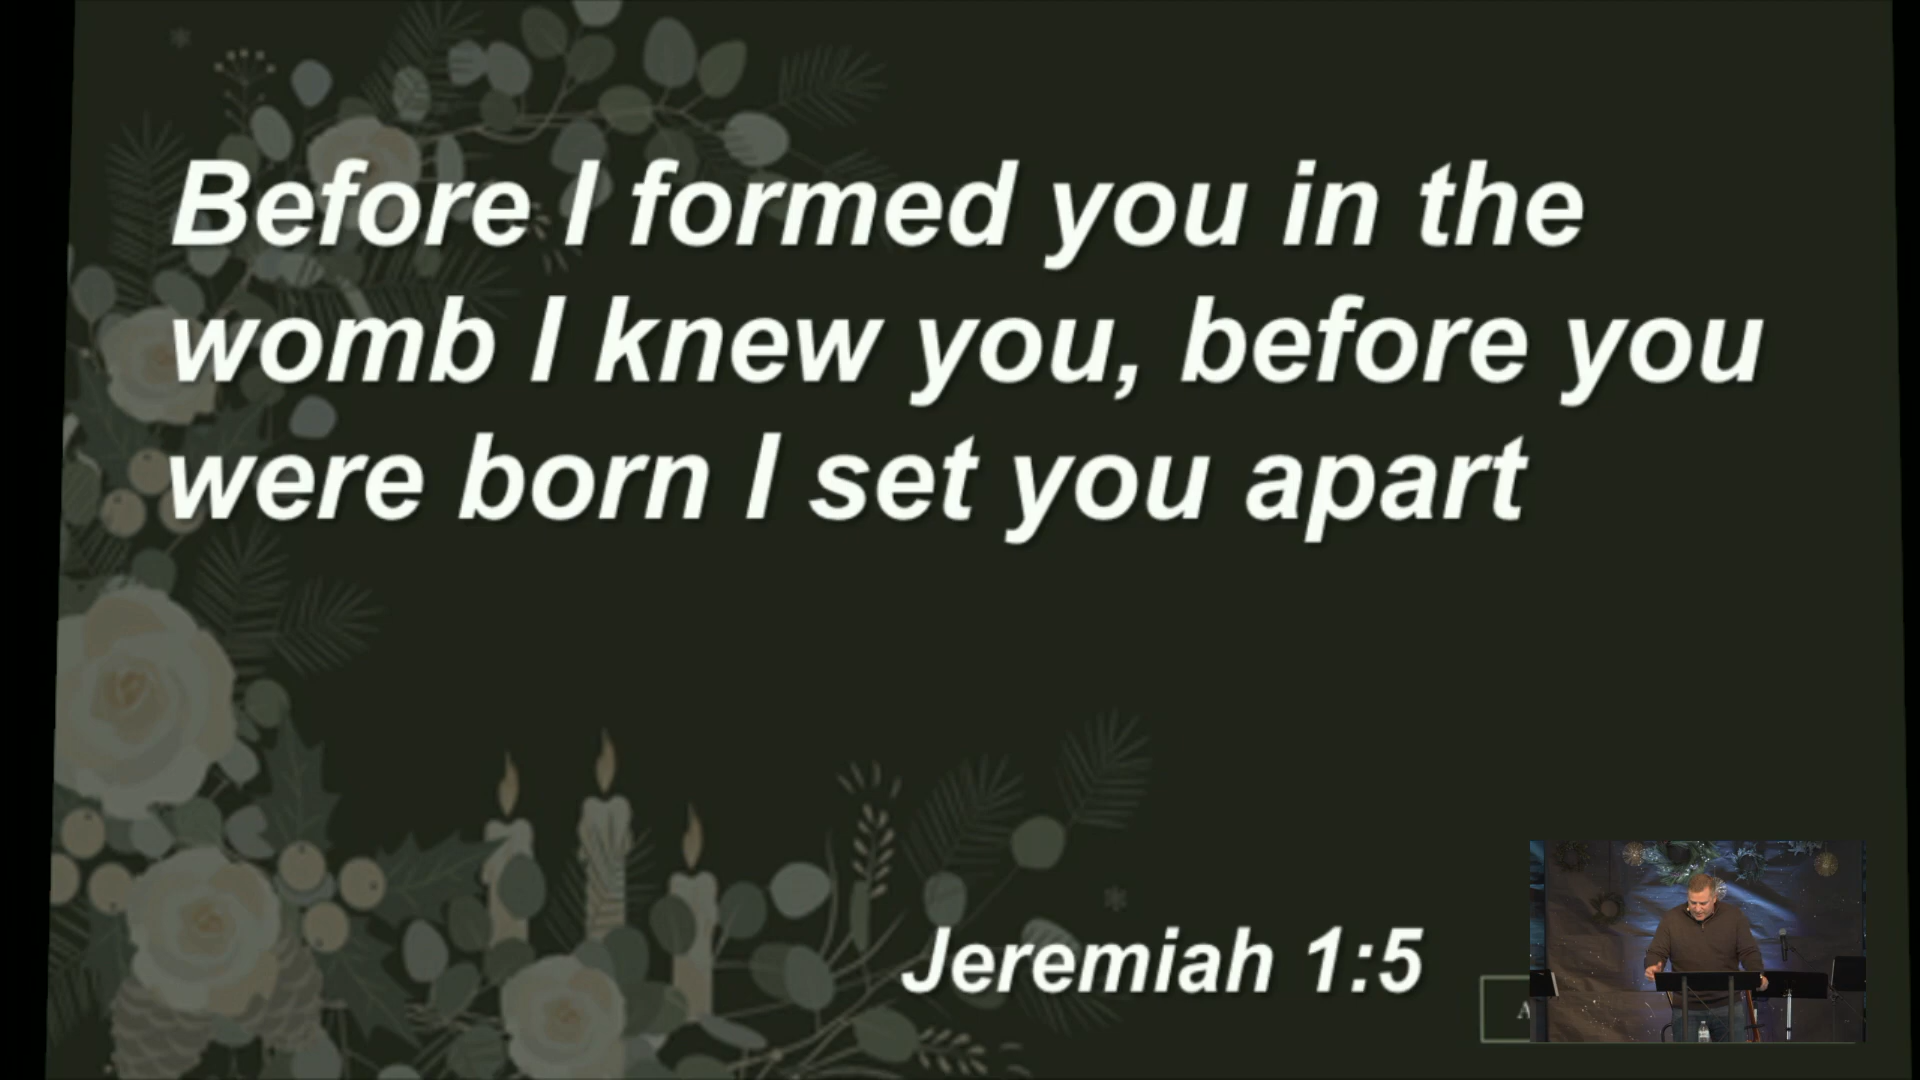 Before I formed you in the
womb I knew you, before you
were born I set you apart
Jeremiah 1:5